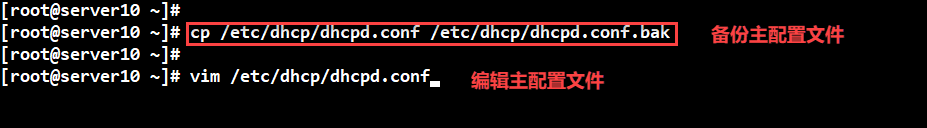 [root@server10 ~]#
[root@server10 ~]# cp /etc/dhcp/dhcpd.conf /etc/dhcp/dhcpd.conf.bak 备份主配置文件
[root@server10 ~]#
[root@server10 ~]# vim /etc/dhcp/dhcpd.conf 编辑主配置文件